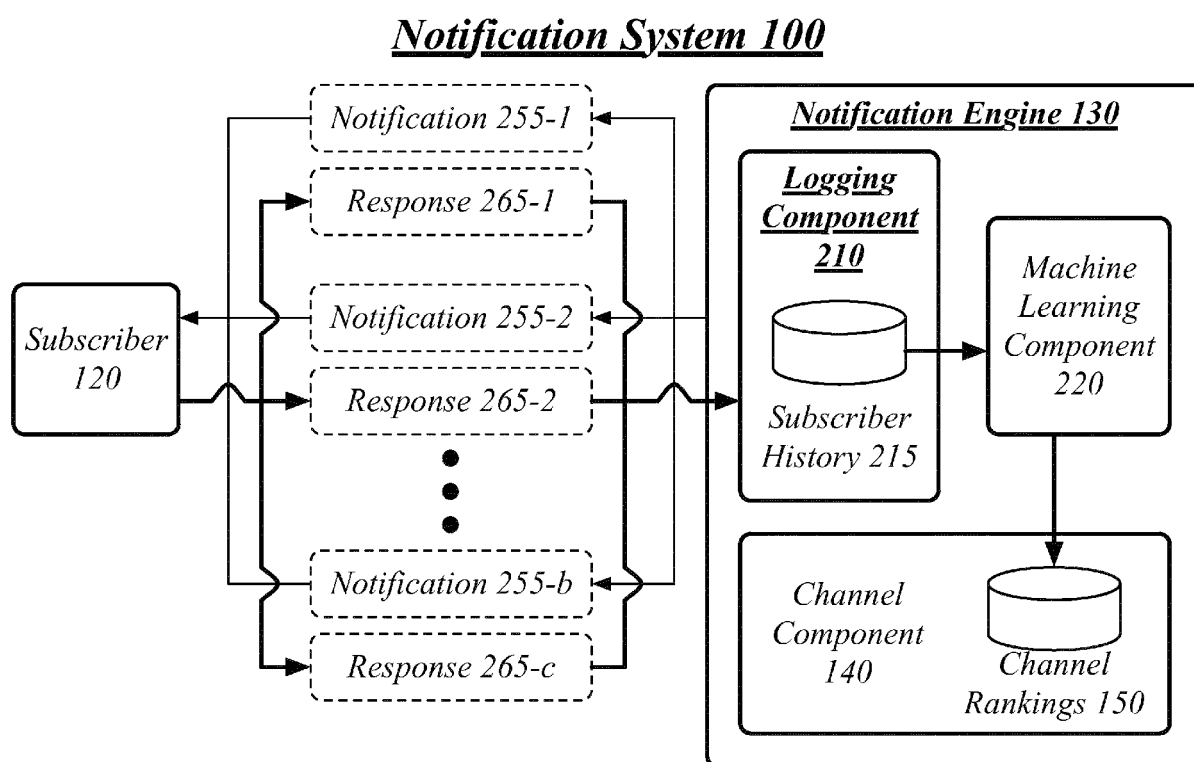 Notification System 100
Notification 255-1
Response 265-1
Notification 255-2
Response 265-2
Notification 255-b
Response 265-c
Subscriber
120
Notification Engine 130
Logging
Component
210
Subscriber
History 215
Machine
Learning
Component
220
Channel
Component
140
Channel
Rankings 150